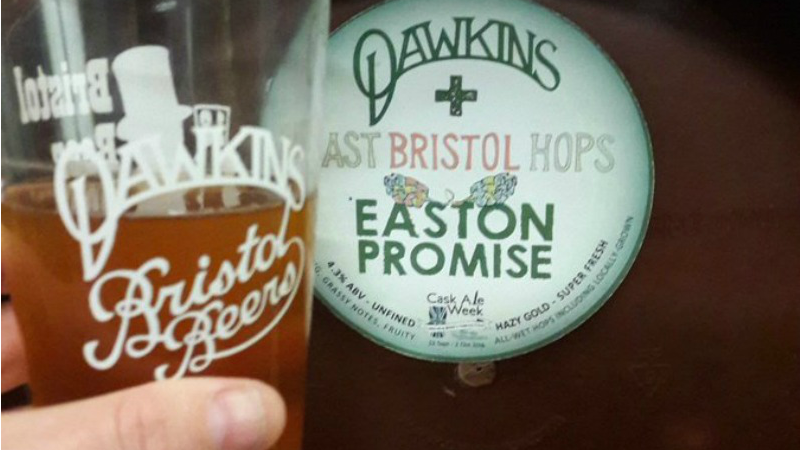 Bristol
DAWKINS
Bristol
Beers
DAWKINS
+
AST BRISTOL HOPS
EASTON
PROMISE
4.3% ABV - UNFINED
GRASSY NOTES, FRUITY
Cask Ale
Week
HAZY GOLD - SUPER FRESH
ALL-WET HOPS INCLUDING LOCALLY-GROWN